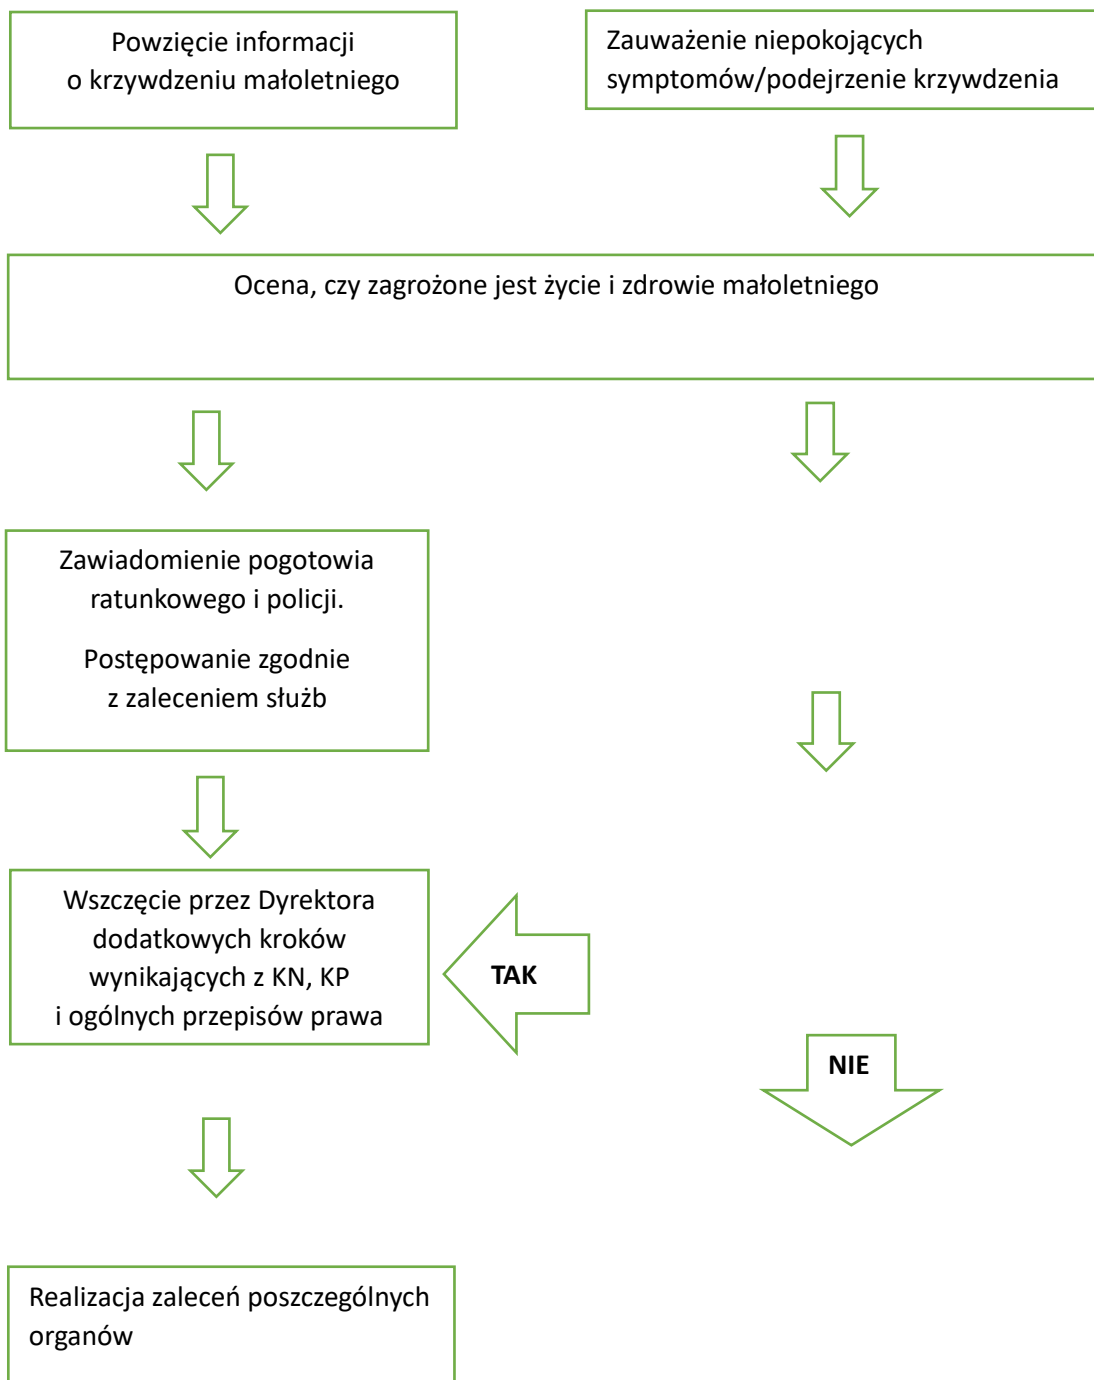 Powzięcie informacji
o krzywdzeniu małoletniego
Zauważenie niepokojących
symptomów/podejrzenie krzywdzenia
Ocena, czy zagrożone jest życie i zdrowie małoletniego
Zawiadomienie pogotowia
ratunkowego i policji.
Postępowanie zgodnie
z zaleceniem służb
Wszczęcie przez Dyrektora
dodatkowych kroków
wynikających z KN, KP
i ogólnych przepisów prawa
TAK
NIE
Realizacja zaleceń poszczególnych
organów